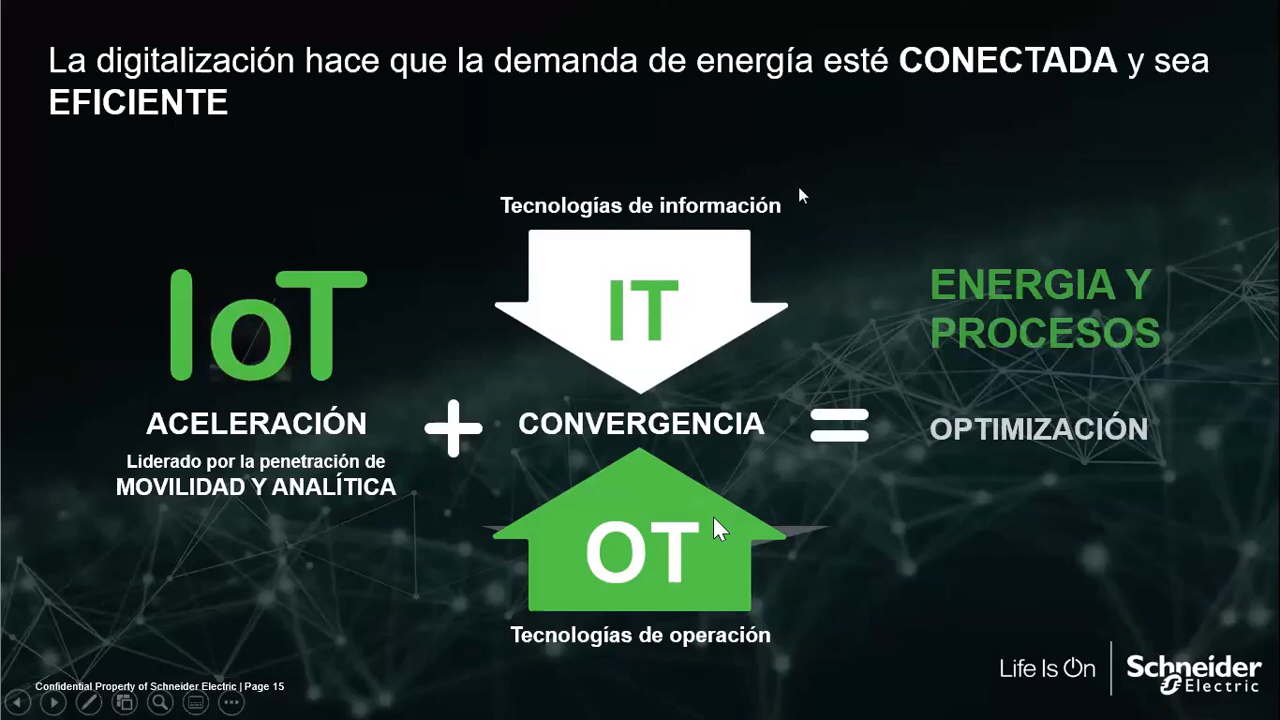 La digitalización hace que la demanda de energía esté CONECTADA y sea
EFICIENTE
Tecnologías de información
IT
IoT
ACELERACIÓN
Liderado por la penetración de
MOVILIDAD Y ANALÍTICA
+
CONVERGENCIA
=
ENERGIA Y
PROCESOS
OPTIMIZACIÓN
OT
Tecnologías de operación
Confidential Property of Schneider Electric | Page 15
Life Is On
Schneider
Electric